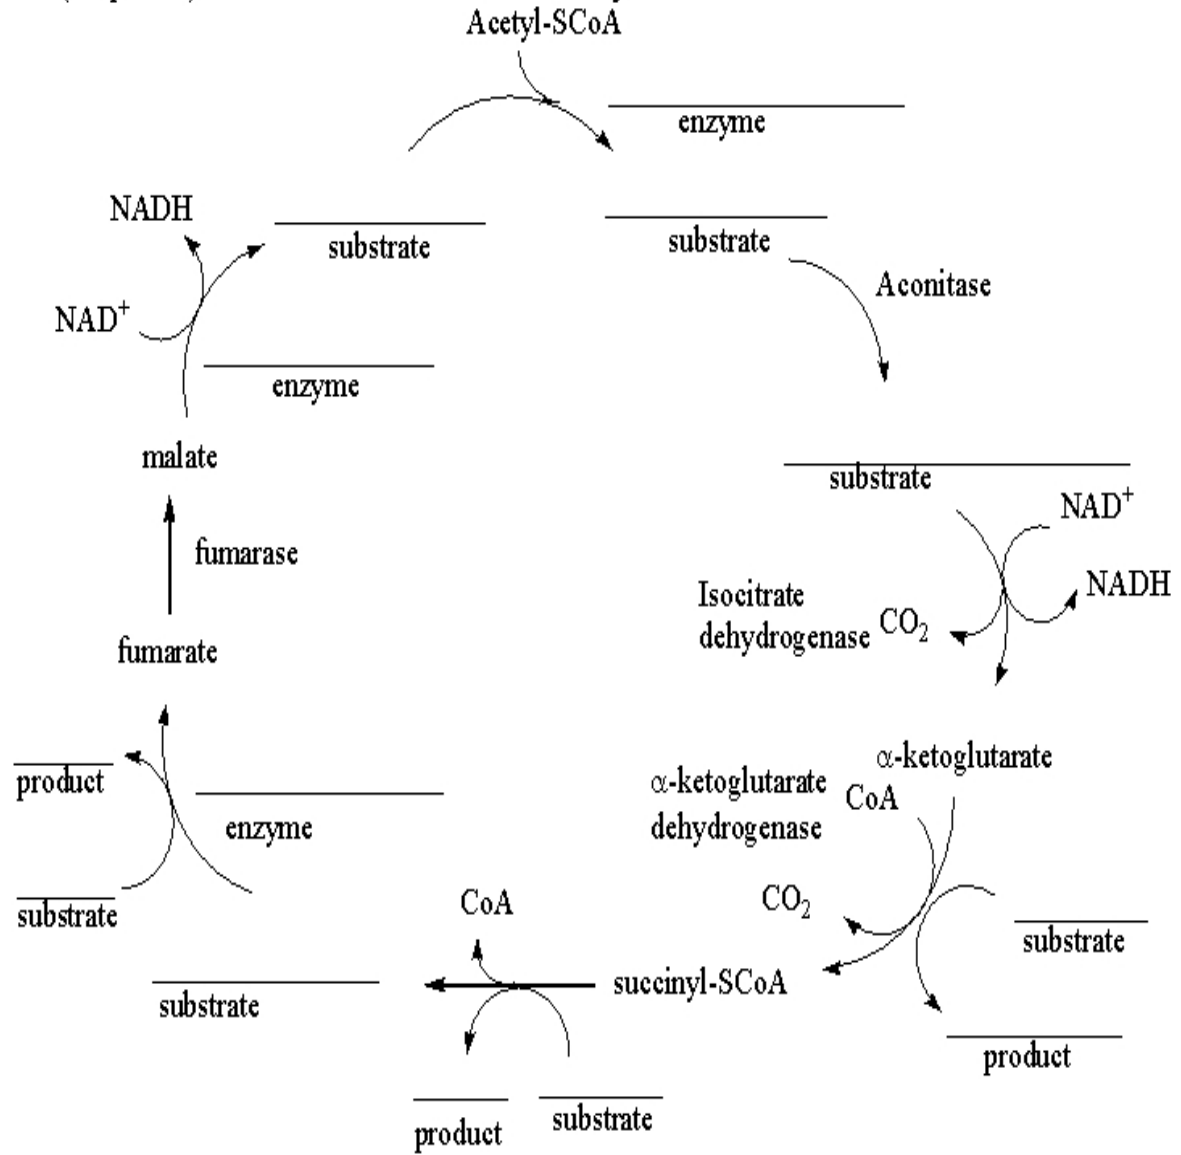 Acetyl-SCoA
enzyme
NADH
substrate
substrate
Aconitase
NAD+
enzyme
malate
substrate
NAD+
fumarase
Isocitrate
dehydrogenase
CO2
NADH
fumarate
α-ketoglutarate
product
α-ketoglutarate
dehydrogenase
CoA
enzyme
substrate
CoA
CO2
substrate
substrate
succinyl-SCoA
product
product
substrate